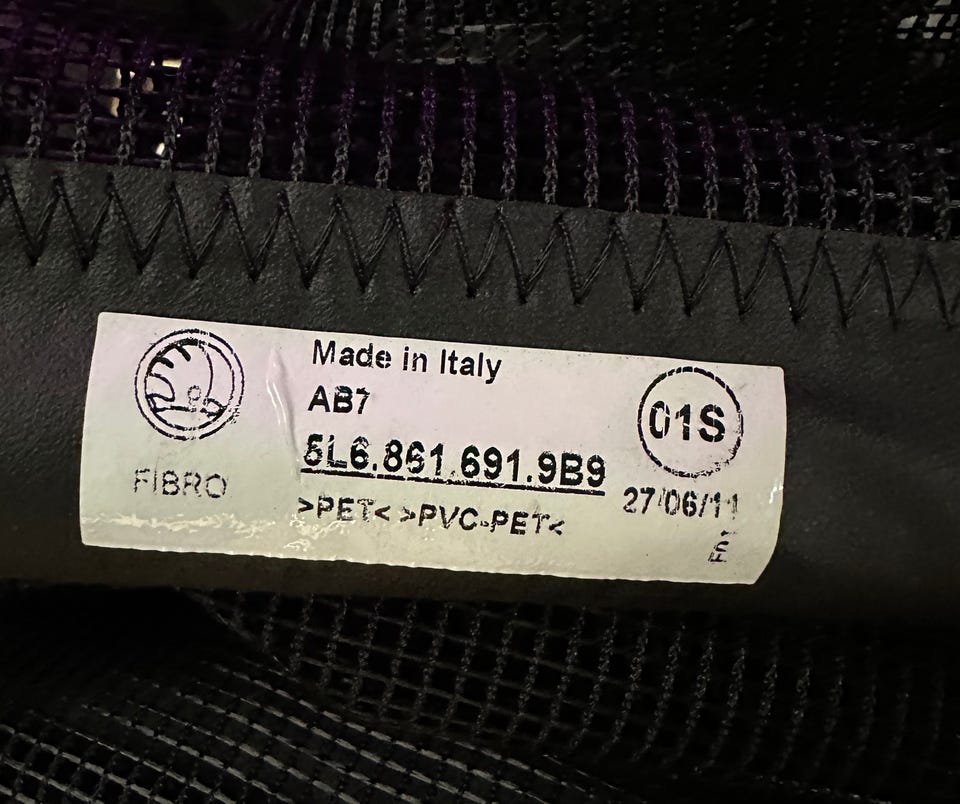 Made in Italy
AB7
5L6.861.691.9B9
>PET< >PVC-PET<
FIBRO
01S
27/06/11